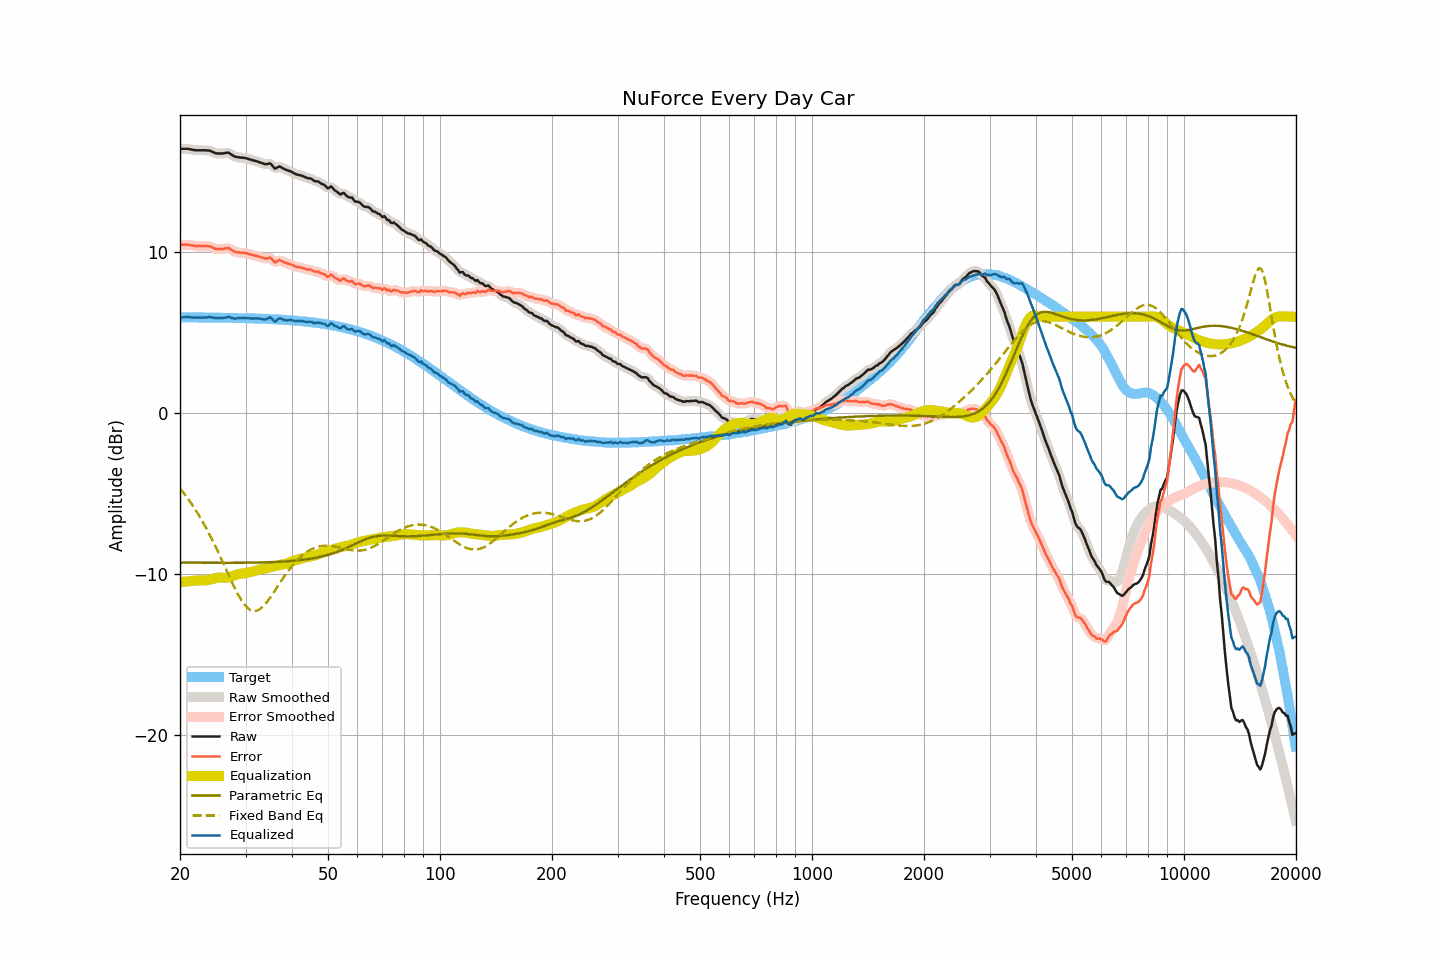 NuForce Every Day Car
Amplitude (dBr)
10
0
−10
−20
Target
Raw Smoothed
Error Smoothed
Raw
Error
Equalization
Parametric Eq
Fixed Band Eq
Equalized
20 50 100 200 500 1000 2000 5000 10000 20000
Frequency (Hz)